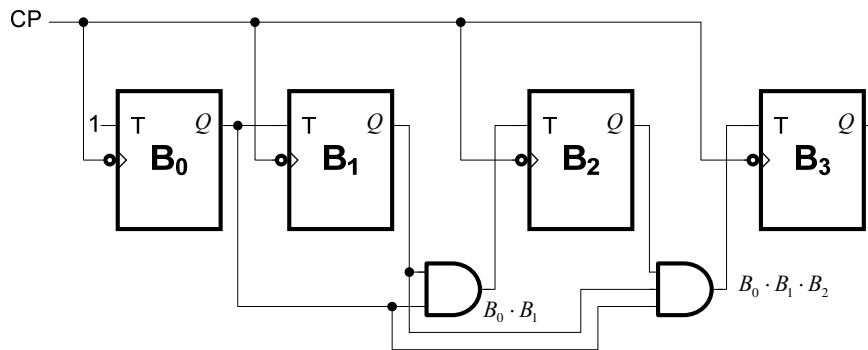 CP
1 T Q T Q T Q T Q
B₀ B₁ B₂ B₃
B₀ · B₁
B₀ · B₁ · B₂